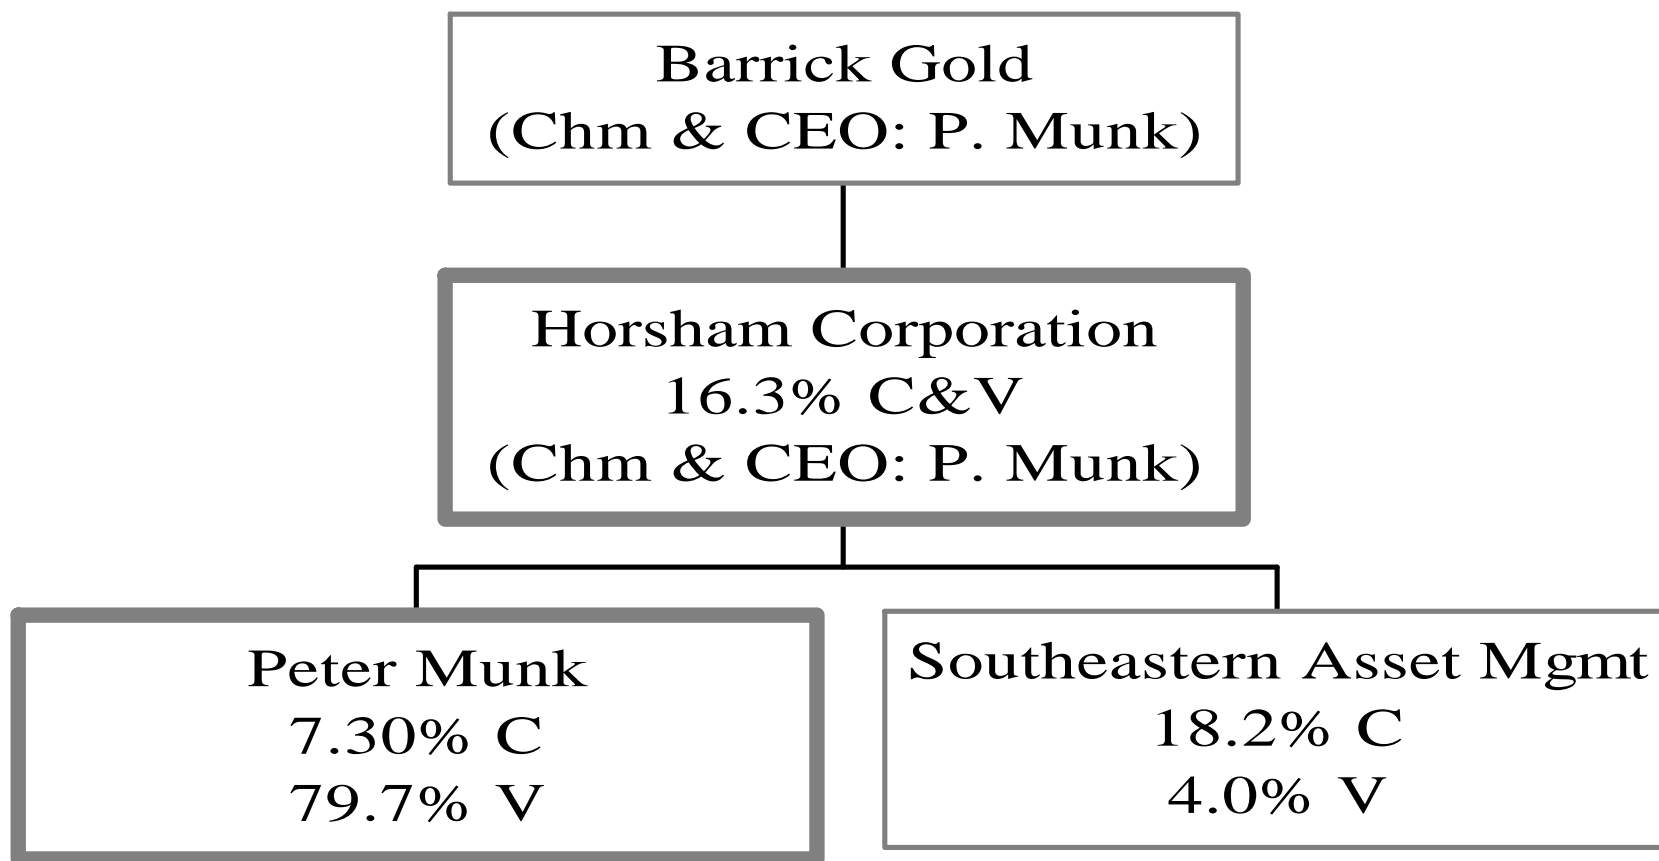 Barrick Gold
(Chm & CEO: P. Munk)
Horsham Corporation
16.3% C&V
(Chm & CEO: P. Munk)
Peter Munk
7.30% C
79.7% V
Southeastern Asset Mgmt
18.2% C
4.0% V